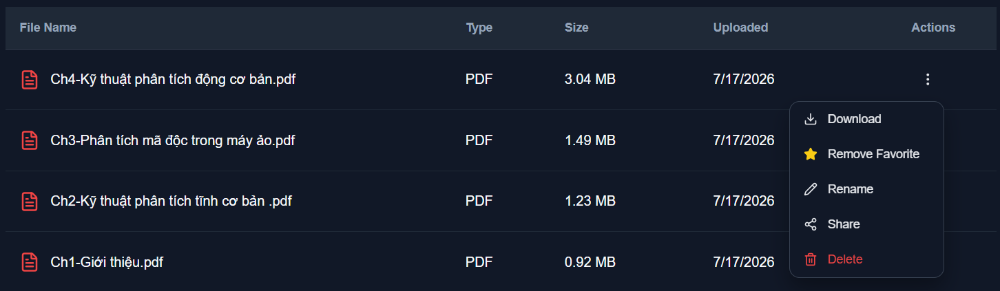 File Name Type Size Uploaded Actions
Ch4-Kỹ thuật phân tích động cơ bản.pdf PDF 3.04 MB 7/17/2026
Download
Ch3-Phân tích mã độc trong máy ảo.pdf PDF 1.49 MB 7/17/2026
Remove Favorite
Rename
Ch2-Kỹ thuật phân tích tĩnh cơ bản .pdf PDF 1.23 MB 7/17/2026
Share
Ch1-Giới thiệu.pdf PDF 0.92 MB 7/17/2026
Delete